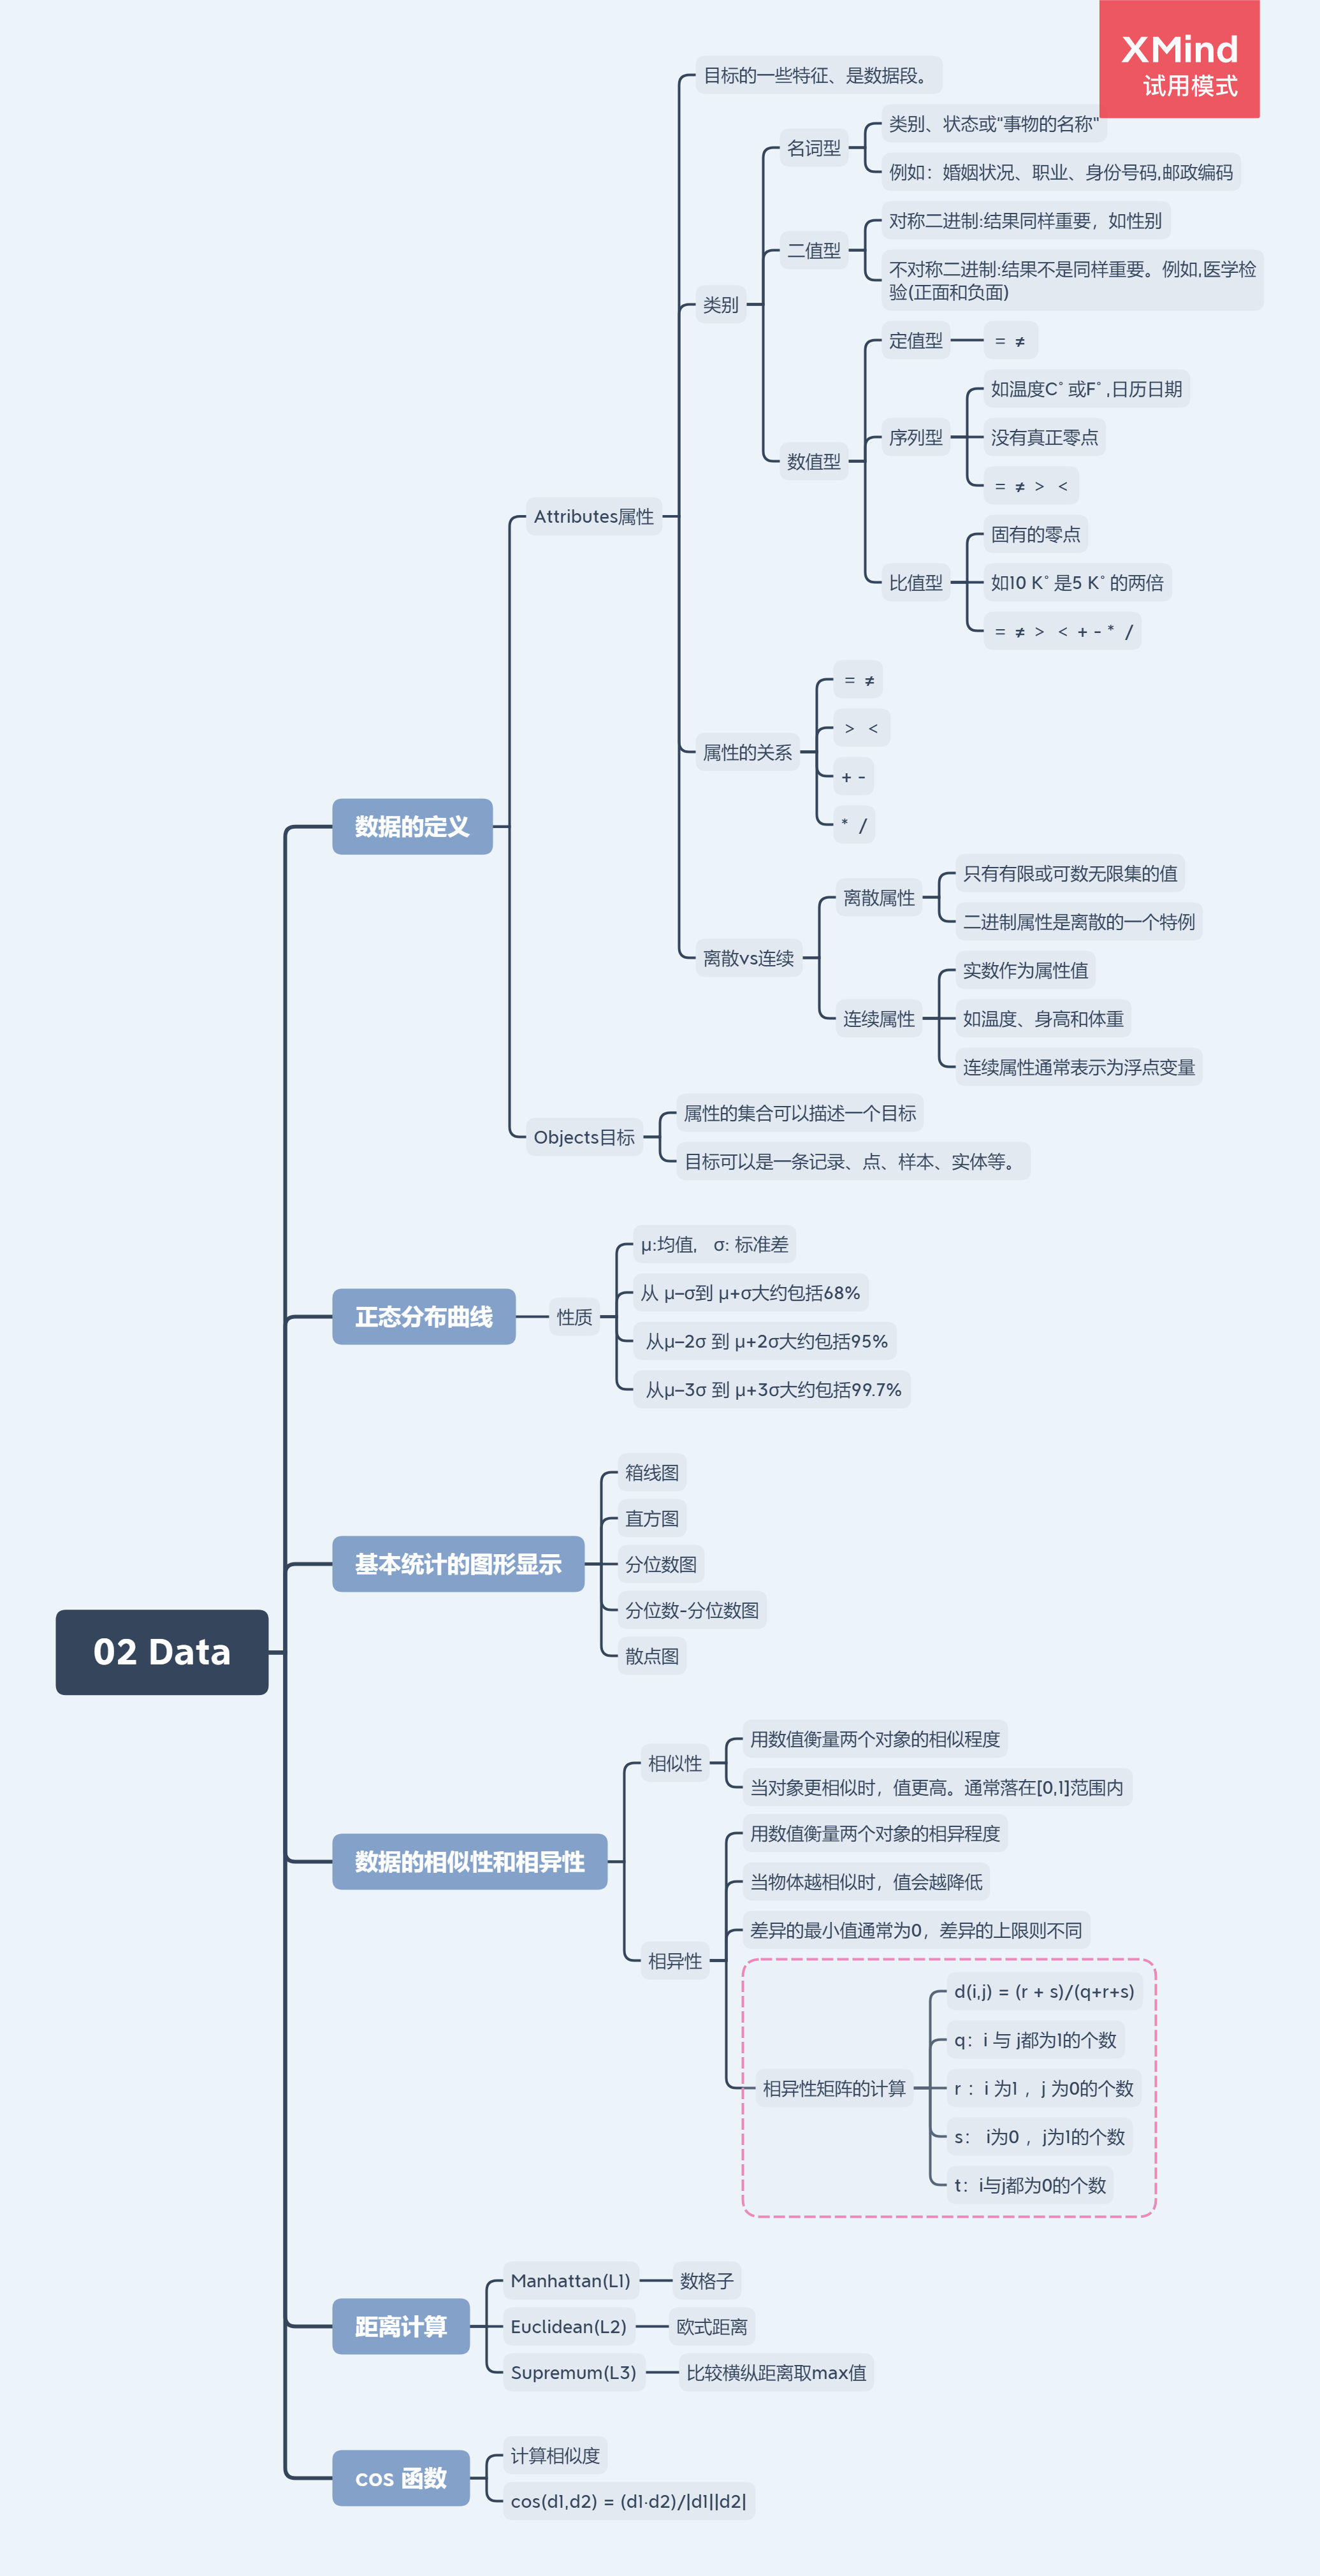 XMind
试用模式
目标的一些特征、是数据段。
类别、状态或"事物的名称"
名词型
例如：婚姻状况、职业、身份号码,邮政编码
对称二进制:结果同样重要，如性别
二值型
不对称二进制:结果不是同样重要。例如,医学检
验(正面和负面)
类别
定值型
= ≠
如温度C°或F°,日历日期
序列型
没有真正零点
数值型
= ≠ > <
Attributes属性
固有的零点
比值型
如10 K°是5 K°的两倍
= ≠ > < + - * /
= ≠
> <
属性的关系
+ -
* /
数据的定义
只有有限或可数无限集的值
离散属性
二进制属性是离散的一个特例
离散vs连续
实数作为属性值
连续属性
如温度、身高和体重
连续属性通常表示为浮点变量
属性的集合可以描述一个目标
Objects目标
目标可以是一条记录、点、样本、实体等。
μ:均值， σ: 标准差
从 μ–σ到 μ+σ大约包括68%
正态分布曲线
性质
从μ–2σ 到 μ+2σ大约包括95%
从μ–3σ 到 μ+3σ大约包括99.7%
箱线图
直方图
基本统计的图形显示
分位数图
分位数-分位数图
散点图
02 Data
用数值衡量两个对象的相似程度
相似性
当对象更相似时，值更高。通常落在[0,1]范围内
用数值衡量两个对象的相异程度
数据的相似性和相异性
当物体越相似时，值会越降低
差异的最小值通常为0，差异的上限则不同
相异性
d(i,j) = (r + s)/(q+r+s)
q：i 与 j都为1的个数
相异性矩阵的计算
r ：i 为1 ，j 为0的个数
s： i为0 ，j为1的个数
t：i与j都为0的个数
Manhattan(L1)
数格子
距离计算
Euclidean(L2)
欧式距离
Supremum(L3)
比较横纵距离取max值
计算相似度
cos 函数
cos(d1,d2) = (d1·d2)/|d1||d2|